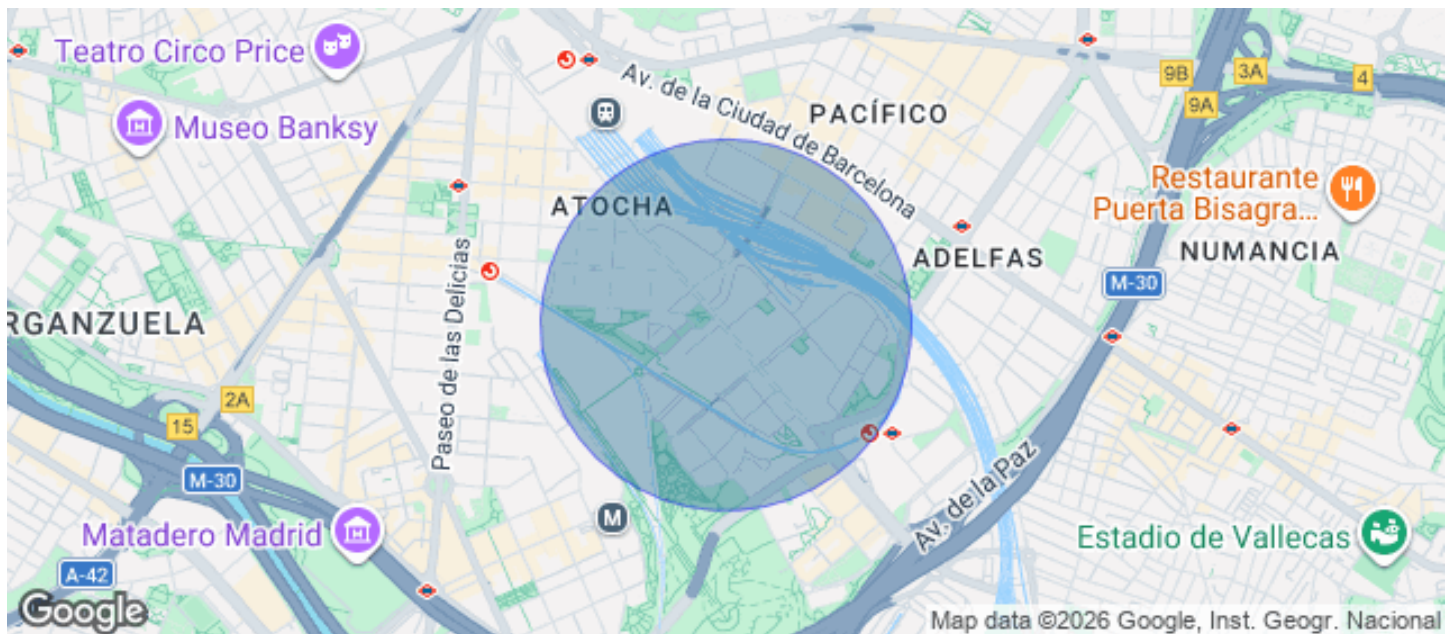 Teatro Circo Price
Museo Banksy
Av. de la Ciudad de Barcelona
PACÍFICO
9B
3A
4
9A
ATOCHA
Restaurante
Puerta Bisagra...
ADELFAS
NUMANCIA
M-30
RGANZUELA
Paseo de las Delicias
2A
15
M-30
M
Av. de la Paz
Matadero Madrid
Estadio de Vallecas
A-42
Google
Map data ©2026 Google, Inst. Geogr. Nacional